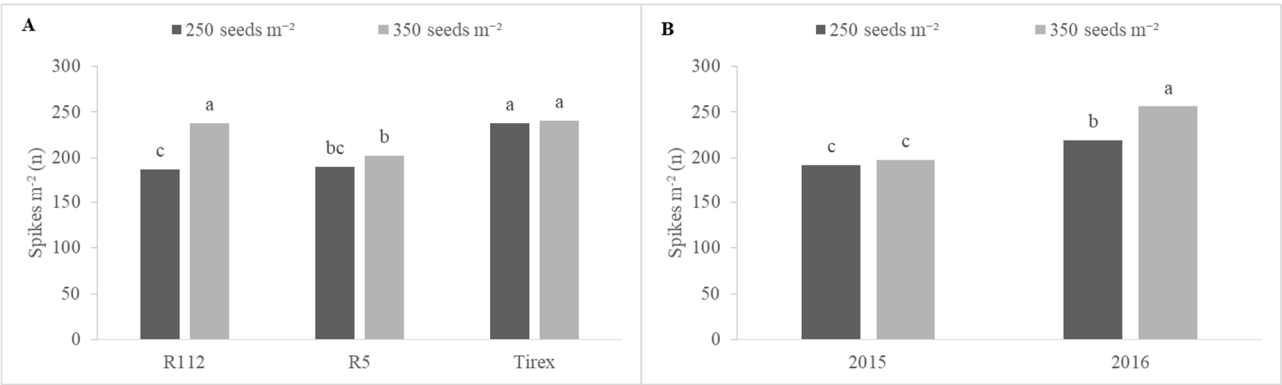 A
250 seeds m⁻²
350 seeds m⁻²
300
250
200
150
100
50
0
Spikes m⁻² (n)
c
a
bc
b
a
a
R112
R5
Tirex
B
250 seeds m⁻²
350 seeds m⁻²
300
250
200
150
100
50
0
Spikes m⁻² (n)
c
c
b
a
2015
2016